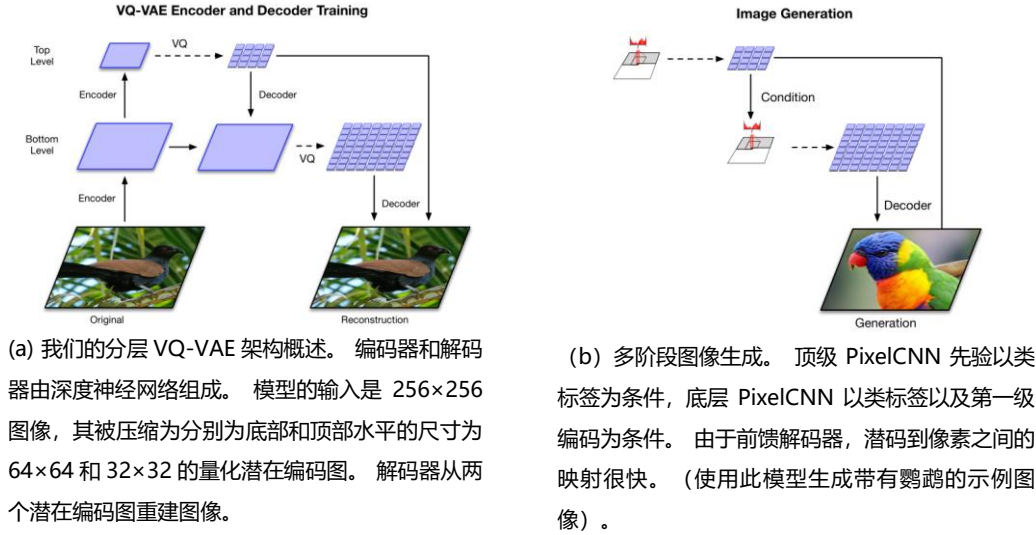 VQ-VAE Encoder and Decoder Training
Top
Level
VQ
Encoder
Decoder
Bottom
Level
VQ
Encoder
Decoder
Original
Reconstruction
(a) 我们的分层 VQ-VAE 架构概述。 编码器和解码
器由深度神经网络组成。 模型的输入是 256×256
图像，其被压缩为分别为底部和顶部水平的尺寸为
64×64 和 32×32 的量化潜在编码图。 解码器从两
个潜在编码图重建图像。
Image Generation
Condition
Decoder
Generation
（b）多阶段图像生成。 顶级 PixelCNN 先验以类
标签为条件，底层 PixelCNN 以类标签以及第一级
编码为条件。 由于前馈解码器，潜码到像素之间的
映射很快。 （使用此模型生成带有鹦鹉的示例图
像）。